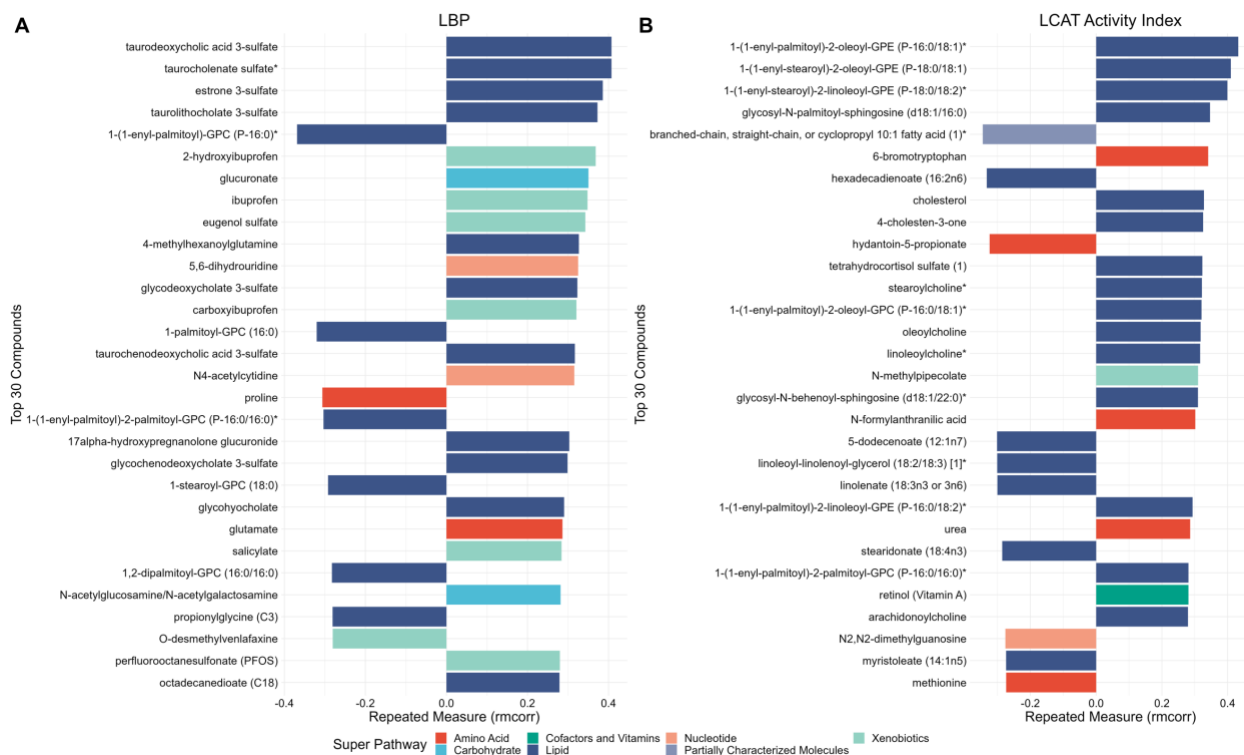 A
LBP
Top 30 Compounds
taurodeoxycholic acid 3-sulfate
taurocholenate sulfate*
estrone 3-sulfate
taurolithocholate 3-sulfate
1-(1-enyl-palmitoyl)-GPC (P-16:0)*
2-hydroxyibuprofen
glucuronate
ibuprofen
eugenol sulfate
4-methylhexanoylglutamine
5,6-dihydrouridine
glycodeoxycholate 3-sulfate
carboxyibuprofen
1-palmitoyl-GPC (16:0)
taurochenodeoxycholic acid 3-sulfate
N4-acetylcytidine
proline
1-(1-enyl-palmitoyl)-2-palmitoyl-GPC (P-16:0/16:0)*
17alpha-hydroxypregnanolone glucuronide
glycochenodeoxycholate 3-sulfate
1-stearoyl-GPC (18:0)
glycohyocholate
glutamate
salicylate
1,2-dipalmitoyl-GPC (16:0/16:0)
N-acetylglucosamine/N-acetylgalactosamine
propionylglycine (C3)
O-desmethylvenlafaxine
perfluorooctanesulfonate (PFOS)
octadecanedioate (C18)
-0.4 -0.2 0.0 0.2 0.4
Repeated Measure (rmcorr)
B
LCAT Activity Index
Top 30 Compounds
1-(1-enyl-palmitoyl)-2-oleoyl-GPE (P-16:0/18:1)*
1-(1-enyl-stearoyl)-2-oleoyl-GPE (P-18:0/18:1)
1-(1-enyl-stearoyl)-2-linoleoyl-GPE (P-18:0/18:2)*
glycosyl-N-palmitoyl-sphingosine (d18:1/16:0)
branched-chain, straight-chain, or cyclopropyl 10:1 fatty acid (1)*
6-bromotryptophan
hexadecadienoate (16:2n6)
cholesterol
4-cholesten-3-one
hydantoin-5-propionate
tetrahydrocortisol sulfate (1)
stearoylcholine*
1-(1-enyl-palmitoyl)-2-oleoyl-GPC (P-16:0/18:1)*
oleoylcholine
linoleoylcholine*
N-methylpipecolate
glycosyl-N-behenoyl-sphingosine (d18:1/22:0)*
N-formylanthranilic acid
5-dodecenoate (12:1n7)
linoleoyl-linolenoyl-glycerol (18:2/18:3) [1]*
linolenate (18:3n3 or 3n6)
1-(1-enyl-palmitoyl)-2-linoleoyl-GPE (P-16:0/18:2)*
urea
stearidonate (18:4n3)
1-(1-enyl-palmitoyl)-2-palmitoyl-GPC (P-16:0/16:0)*
retinol (Vitamin A)
arachidonoylcholine
N2,N2-dimethylguanosine
myristoleate (14:1n5)
methionine
-0.2 0.0 0.2 0.4
Repeated Measure (rmcorr)
Super Pathway
Amino Acid
Carbohydrate
Cofactors and Vitamins
Lipid
Nucleotide
Partially Characterized Molecules
Xenobiotics